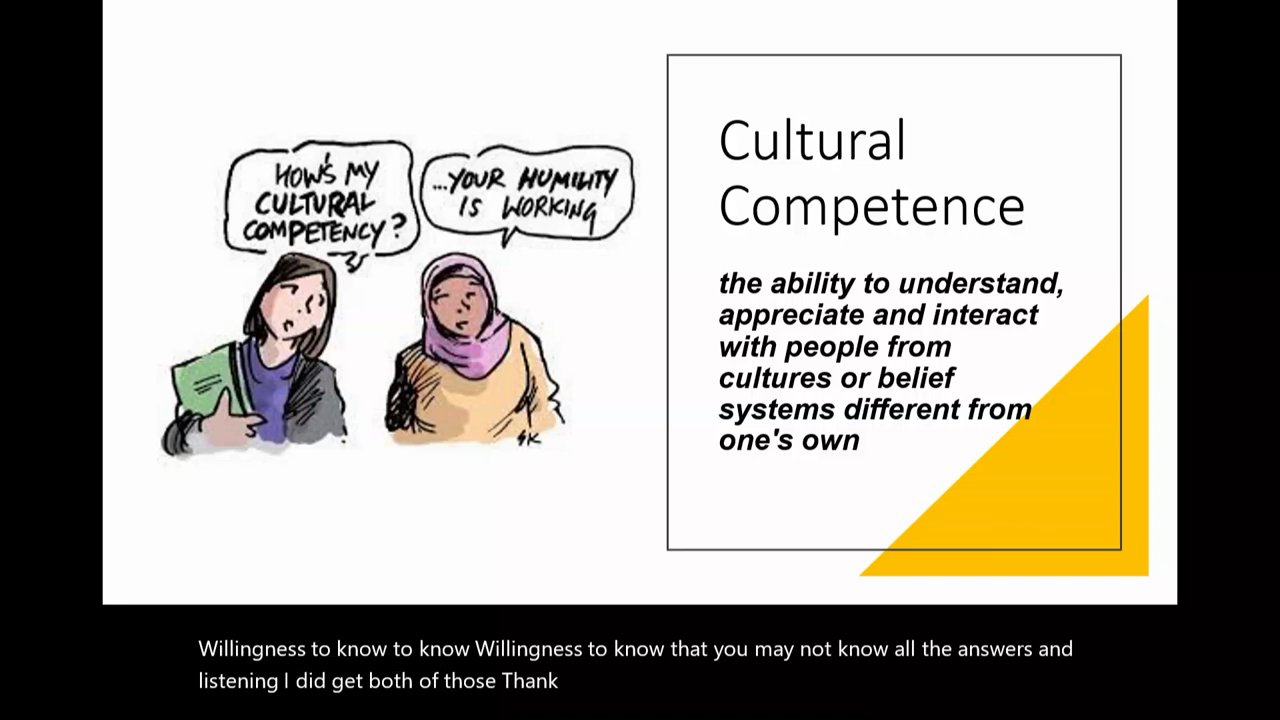 HOW'S MY
CULTURAL
COMPETENCY?
...YOUR HUMILITY
IS WORKING
SK
Cultural
Competence
the ability to understand,
appreciate and interact
with people from
cultures or belief
systems different from
one's own
Willingness to know to know Willingness to know that you may not know all the answers and
listening I did get both of those Thank